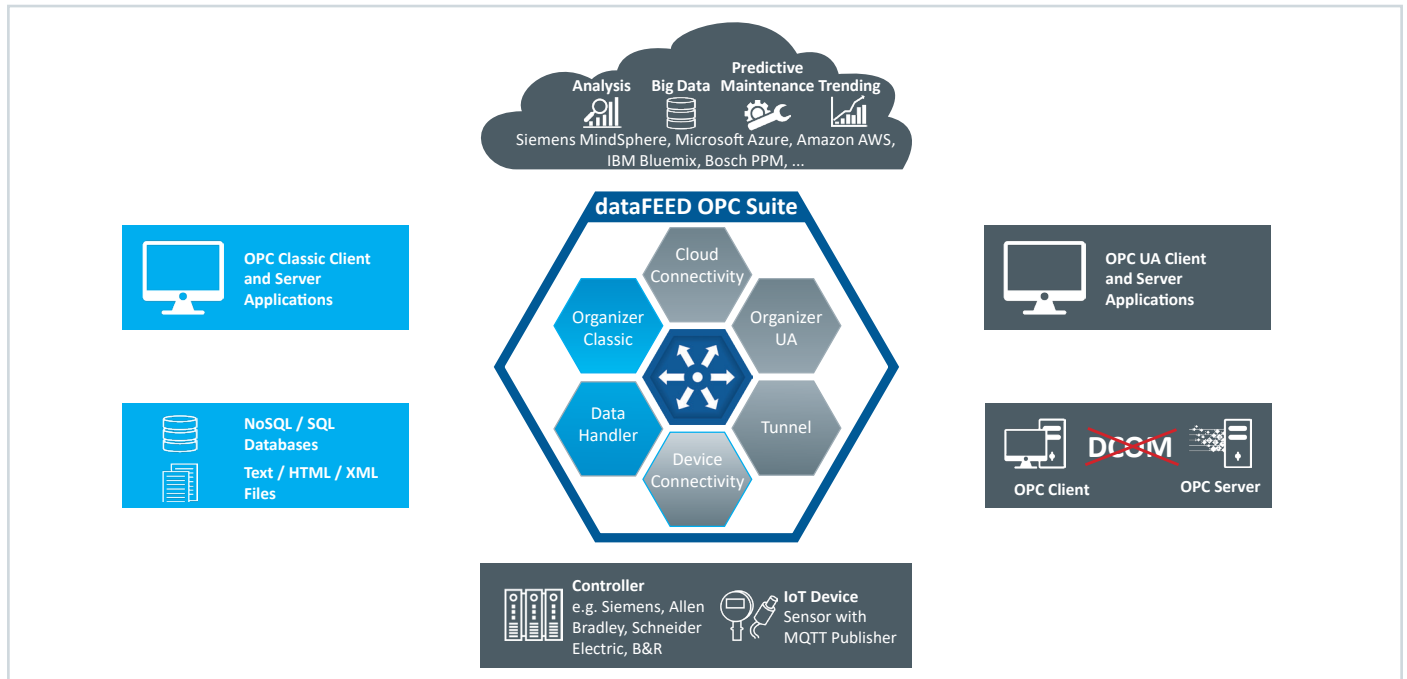 Analysis
Big Data
Predictive
Maintenance
Trending
Siemens MindSphere, Microsoft Azure, Amazon AWS,
IBM Bluemix, Bosch PPM, ...
dataFEED OPC Suite
OPC Classic Client
and Server
Applications
NoSQL / SQL
Databases
Text / HTML / XML
Files
Cloud
Connectivity
Organizer
Classic
Organizer
UA
Data
Handler
Tunnel
Device
Connectivity
OPC UA Client
and Server
Applications
DCOM
OPC Client
OPC Server
Controller
e.g. Siemens, Allen
Bradley, Schneider
Electric, B&R
IoT Device
Sensor with
MQTT Publisher